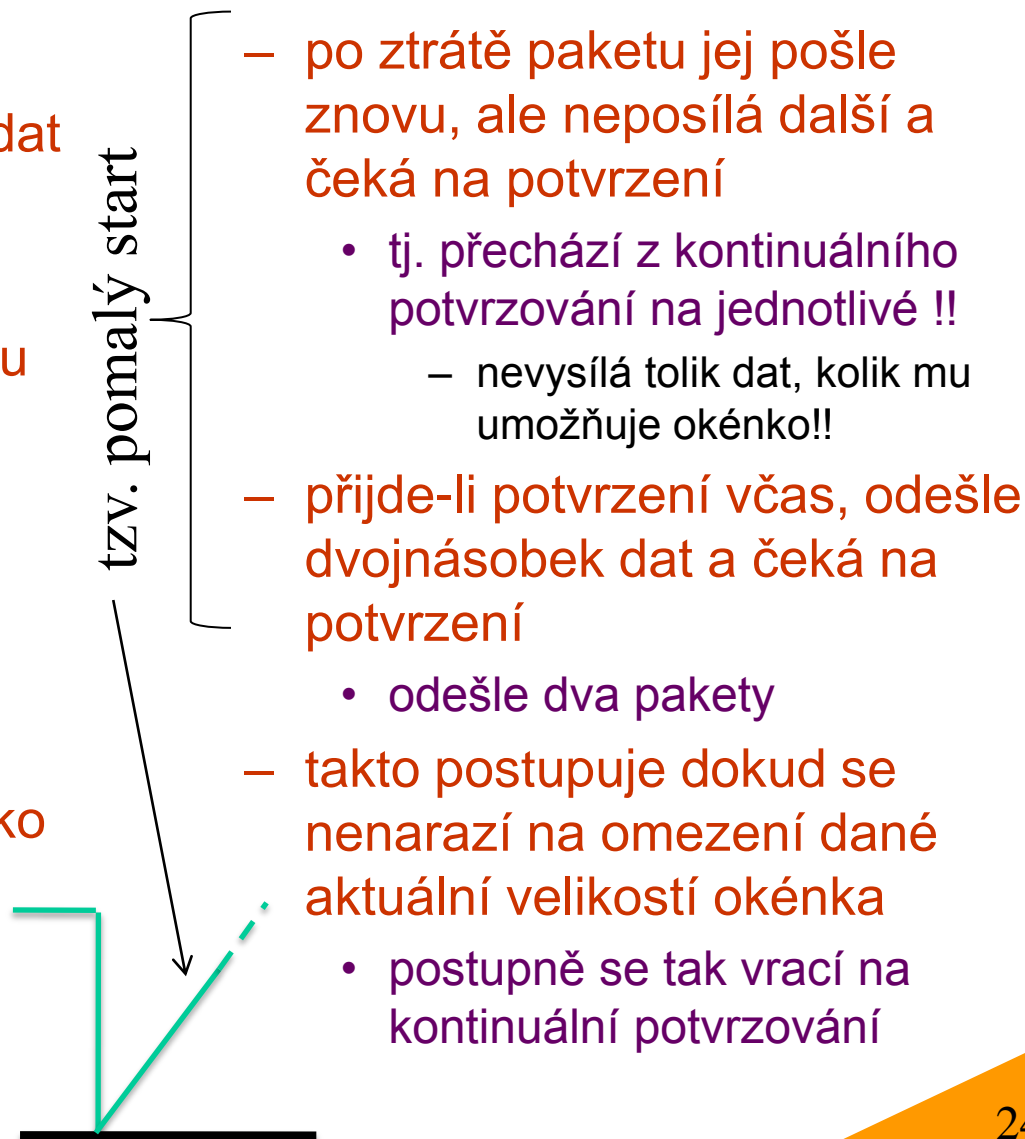 dat
u
ko
tzv. pomalý start
– po ztrátě paketu jej pošle
znovu, ale neposílá další a
čeká na potvrzení
• tj. přechází z kontinuálního
potvrzování na jednotlivé !!
– nevysílá tolik dat, kolik mu
umožňuje okénko!!
– přijde-li potvrzení včas, odešle
dvojnásobek dat a čeká na
potvrzení
• odešle dva pakety
– takto postupuje dokud se
nenarazí na omezení dané
aktuální velikostí okénka
• postupně se tak vrací na
kontinuální potvrzování